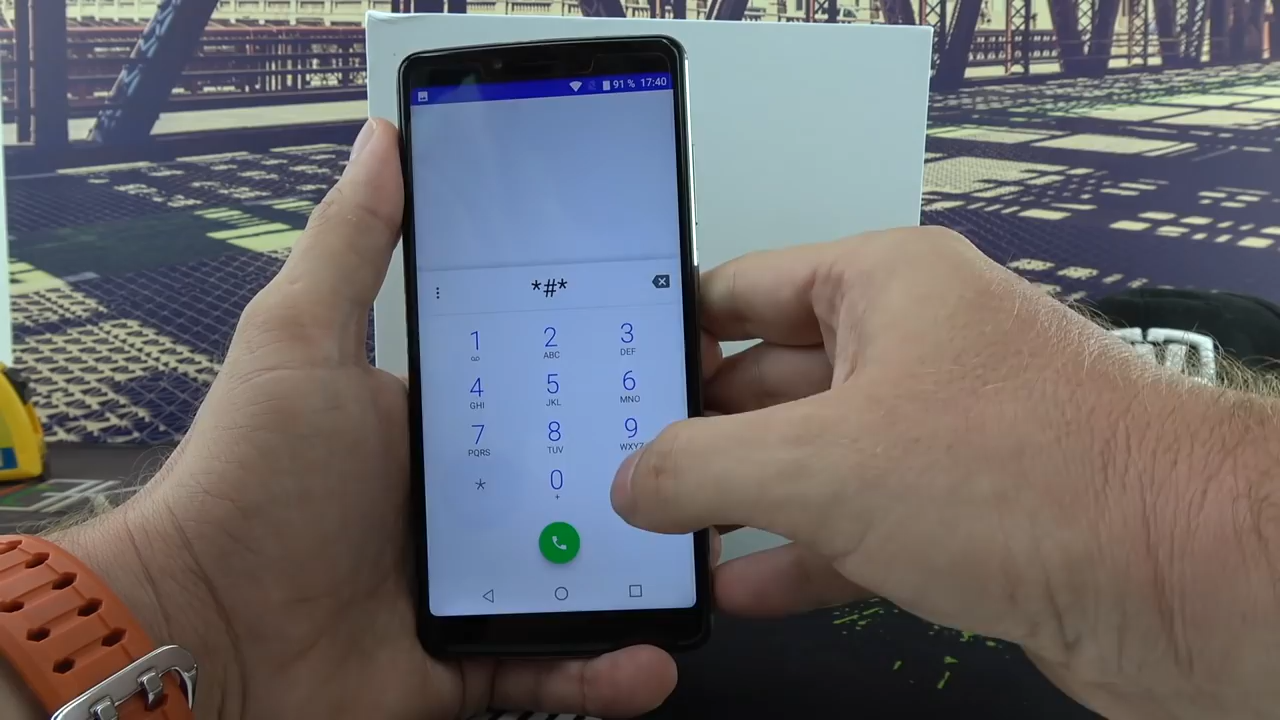 91 % 17:40
*#*
1 2 ABC 3 DEF
4 GHI 5 JKL 6 MNO
7 PQRS 8 TUV 9 WXYZ
* 0 +